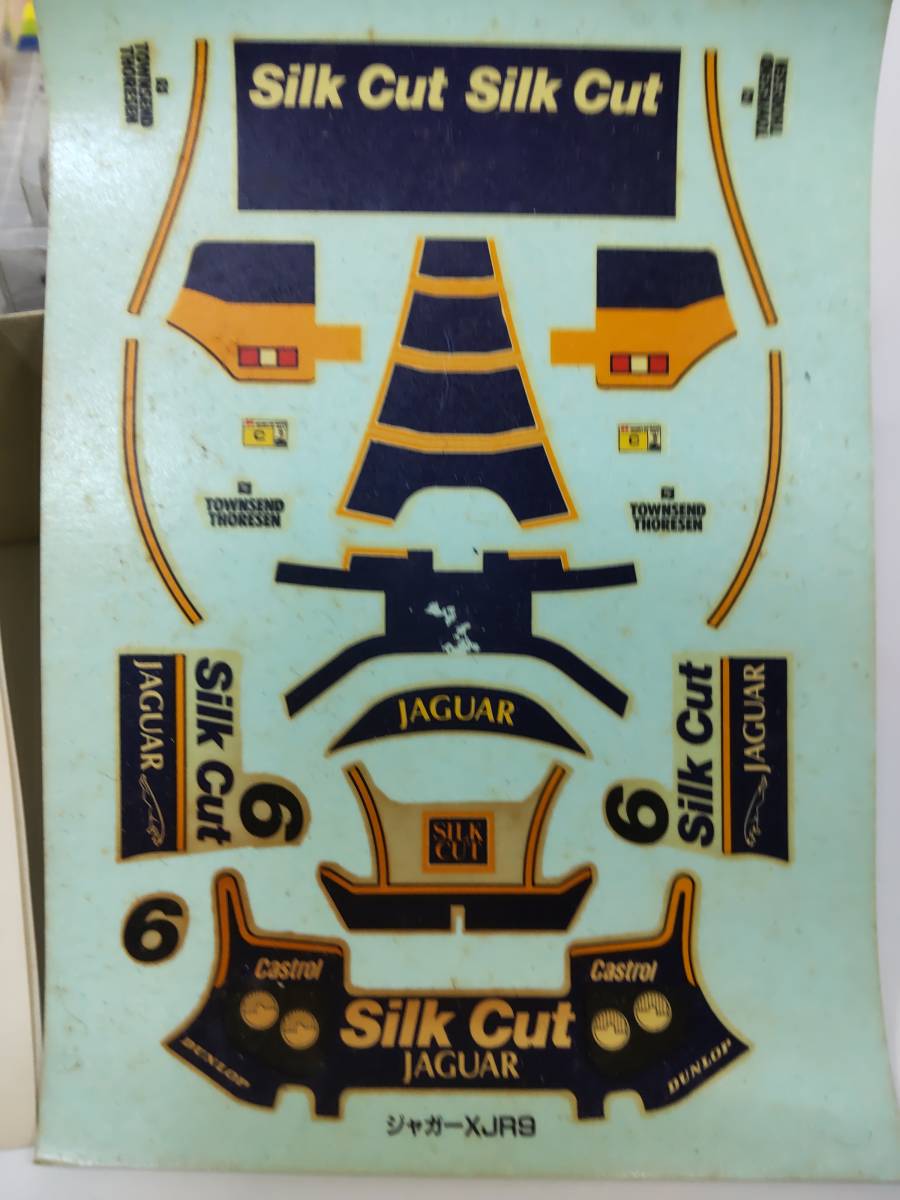 Silk Cut Silk Cut
TOWNSEND
THORESEN
TOWNSEND
THORESEN
C
C
TOWNSEND
THORESEN
TOWNSEND
THORESEN
JAGUAR
Silk Cut
6
JAGUAR
6
Silk Cut
JAGUAR
SILK
CUT
6
Castrol
Castrol
Silk Cut
JAGUAR
DUNLOP
DUNLOP
ジャガーXJR9